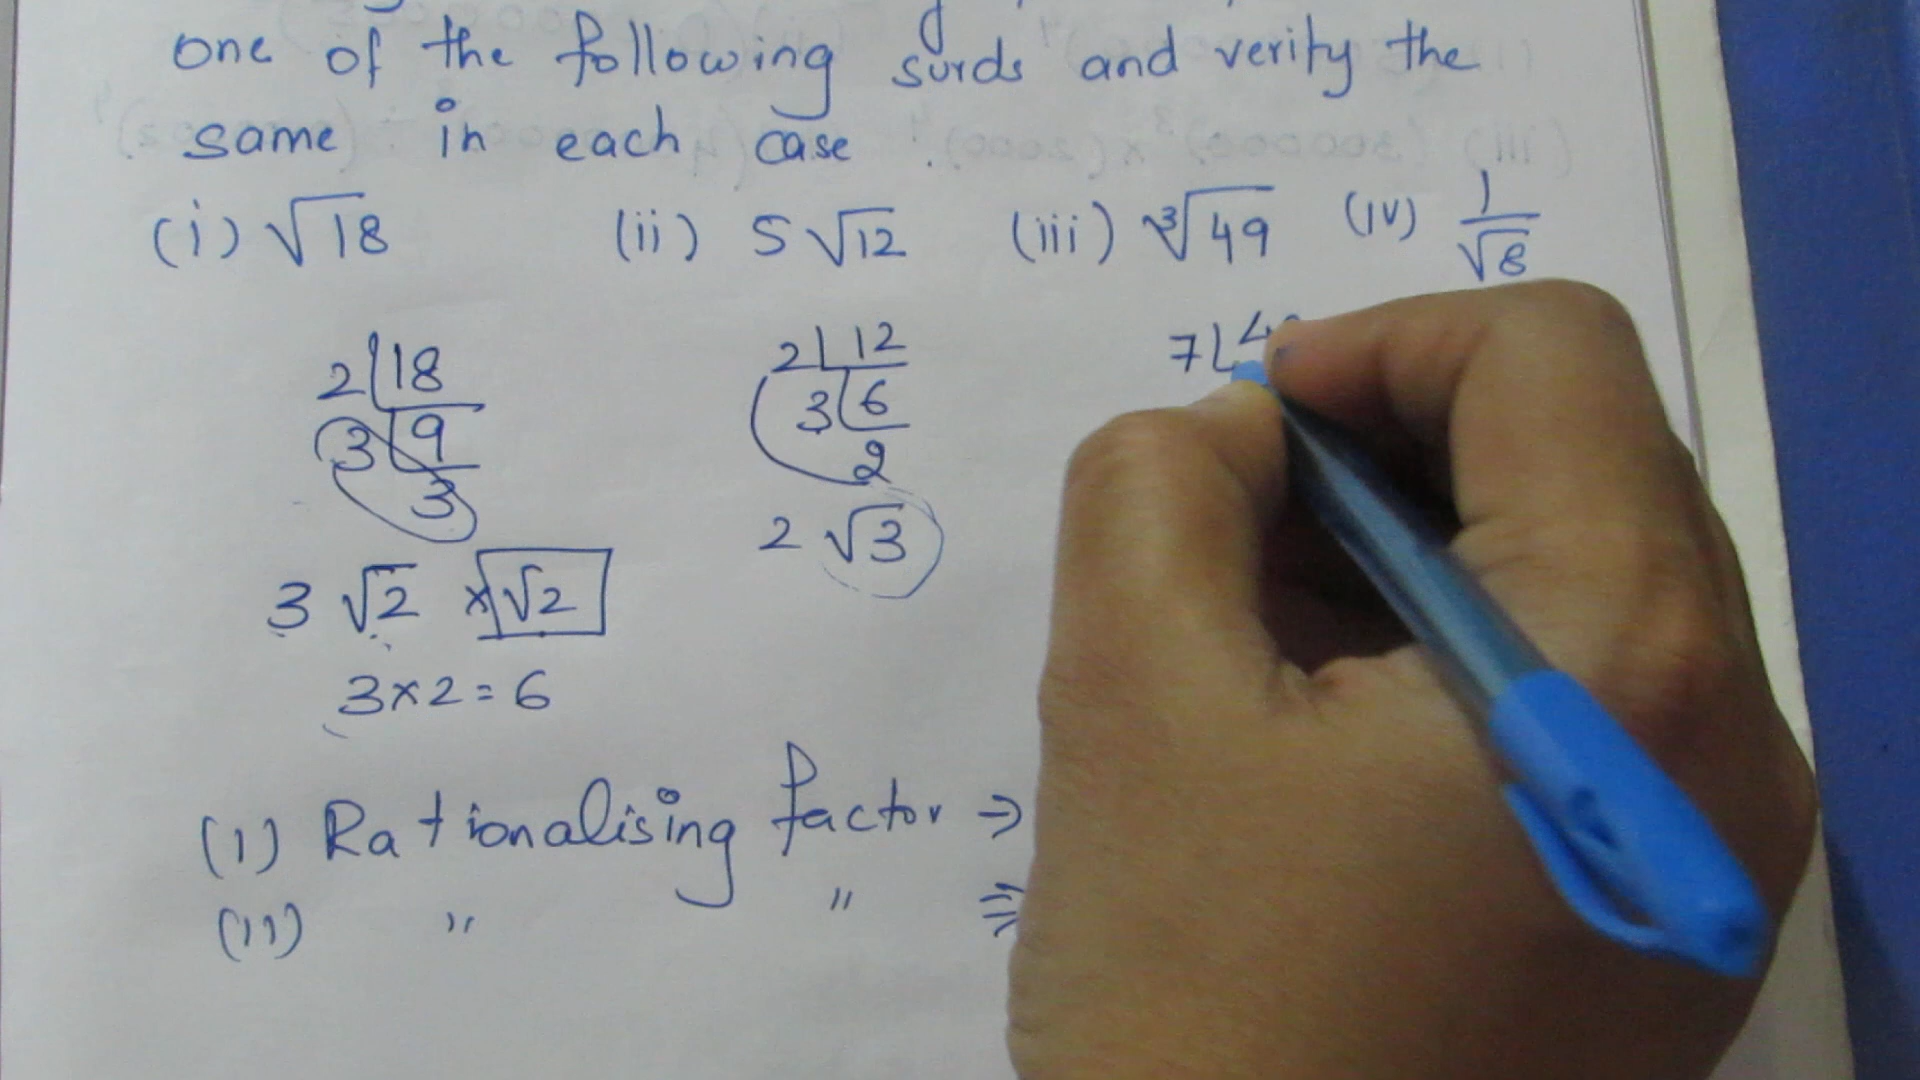 one of the following surds and verify the
same in each case.
(i) √18 (ii) 5√12 (iii) ∛49 (iv) 1/√8
2 | 18
3 | 9
3
3 √2 × √2
3×2=6
2 | 12
3 | 6
2
2 √3
7 | 49
(1) Rationalising factor ⇒
(11) " " ⇒